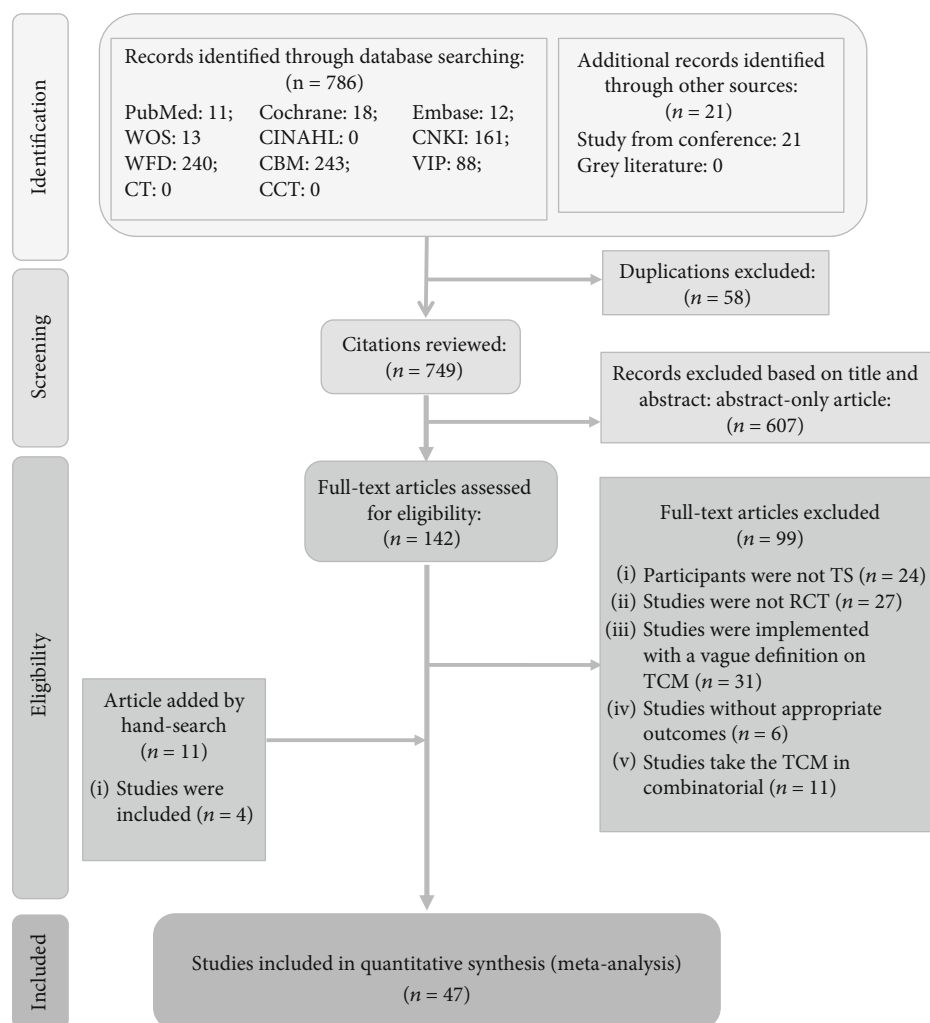 Identification
Records identified through database searching:
(n = 786)
PubMed: 11; Cochrane: 18; Embase: 12;
WOS: 13 CINAHL: 0 CNKI: 161;
WFD: 240; CBM: 243; VIP: 88;
CT: 0 CCT: 0
Additional records identified
through other sources:
(n = 21)
Study from conference: 21
Grey literature: 0
Screening
Duplications excluded:
(n = 58)
Citations reviewed:
(n = 749)
Records excluded based on title and
abstract: abstract-only article:
(n = 607)
Eligibility
Full-text articles assessed
for eligibility:
(n = 142)
Full-text articles excluded
(n = 99)
(i) Participants were not TS (n = 24)
(ii) Studies were not RCT (n = 27)
(iii) Studies were implemented
with a vague definition on
TCM (n = 31)
(iv) Studies without appropriate
outcomes (n = 6)
(v) Studies take the TCM in
combinatorial (n = 11)
Article added by
hand-search
(n = 11)
(i) Studies were
included (n = 4)
Included
Studies included in quantitative synthesis (meta-analysis)
(n = 47)